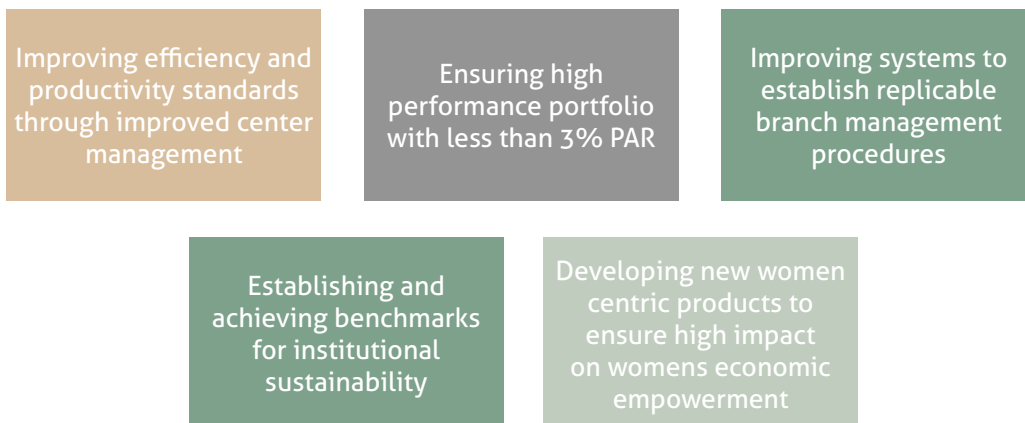 Improving efficiency and
productivity standards
through improved center
management
Ensuring high
performance portfolio
with less than 3% PAR
Improving systems to
establish replicable
branch management
procedures
Establishing and
achieving benchmarks
for institutional
sustainability
Developing new women
centric products to
ensure high impact
on womens economic
empowerment